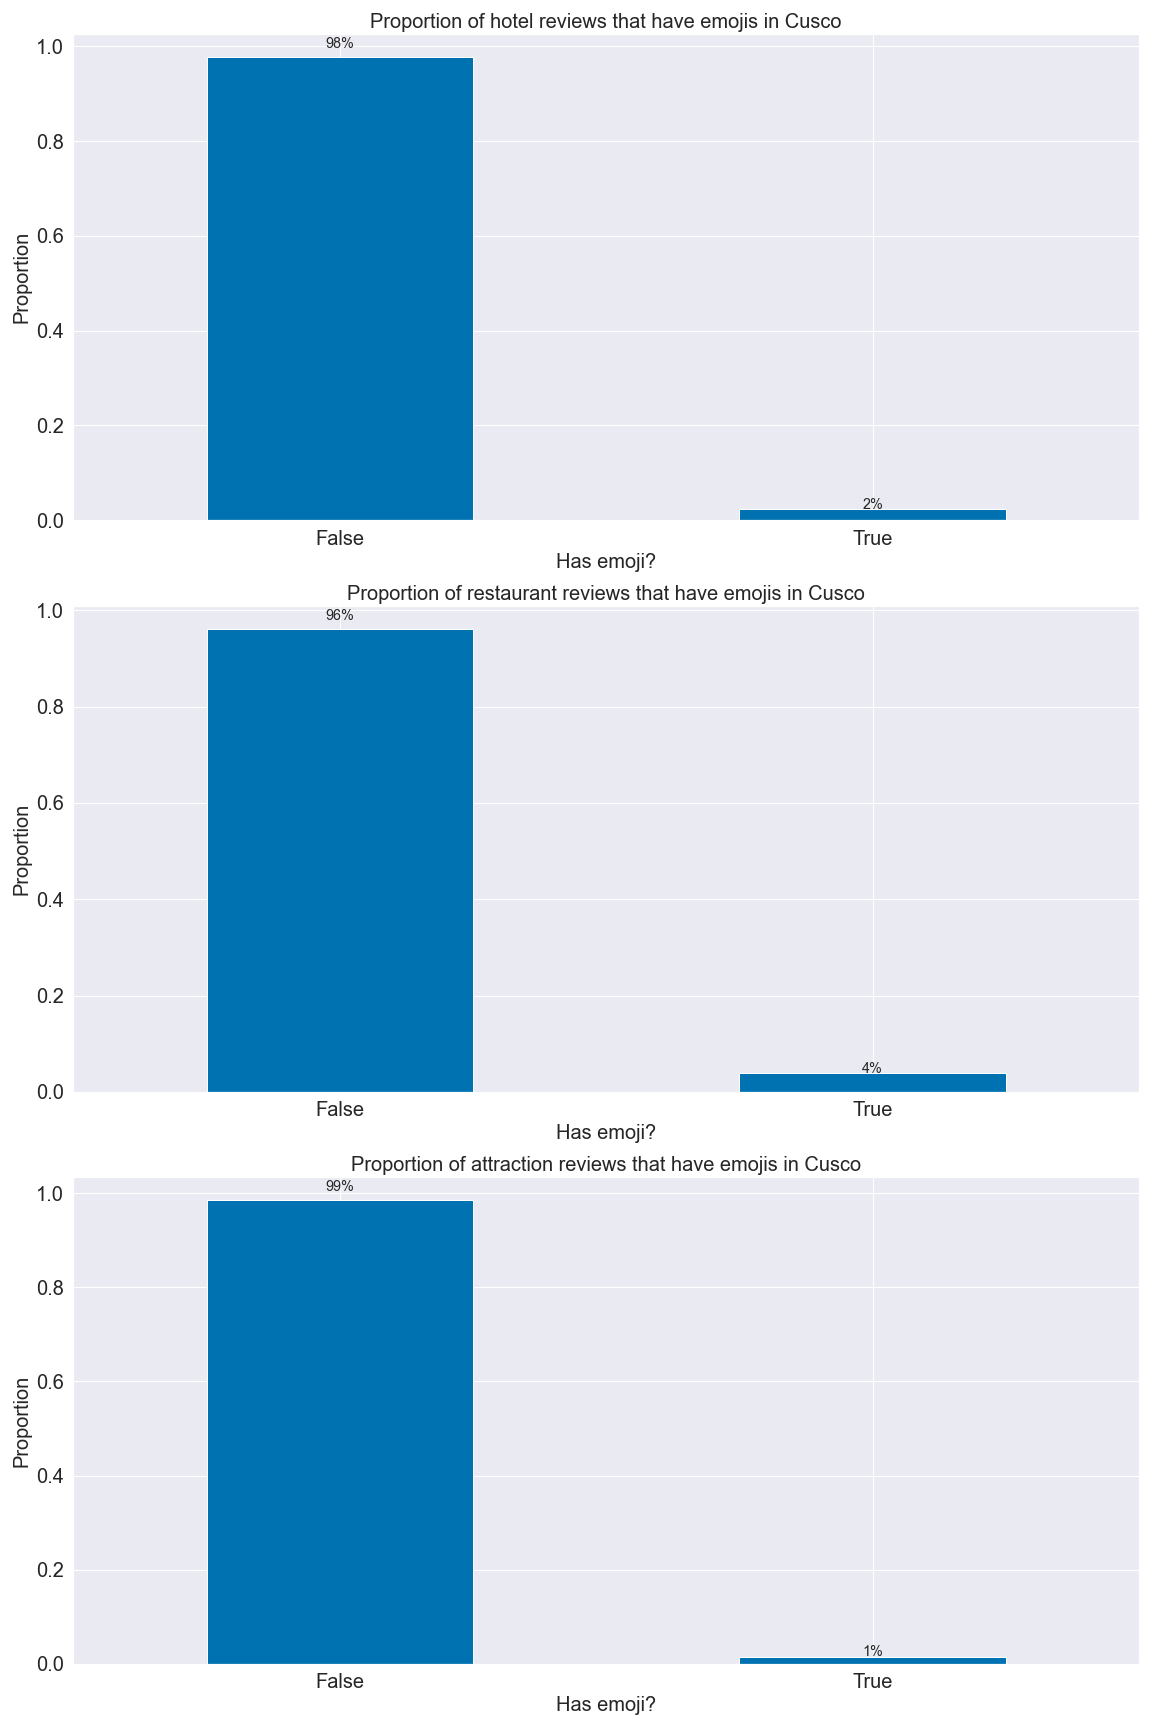 Proportion of hotel reviews that have emojis in Cusco
98%
1.0
0.8
0.6
0.4
0.2
0.0
Proportion
2%
False
True
Has emoji?
Proportion of restaurant reviews that have emojis in Cusco
96%
1.0
0.8
0.6
0.4
0.2
0.0
Proportion
4%
False
True
Has emoji?
Proportion of attraction reviews that have emojis in Cusco
99%
1.0
0.8
0.6
0.4
0.2
0.0
Proportion
1%
False
True
Has emoji?